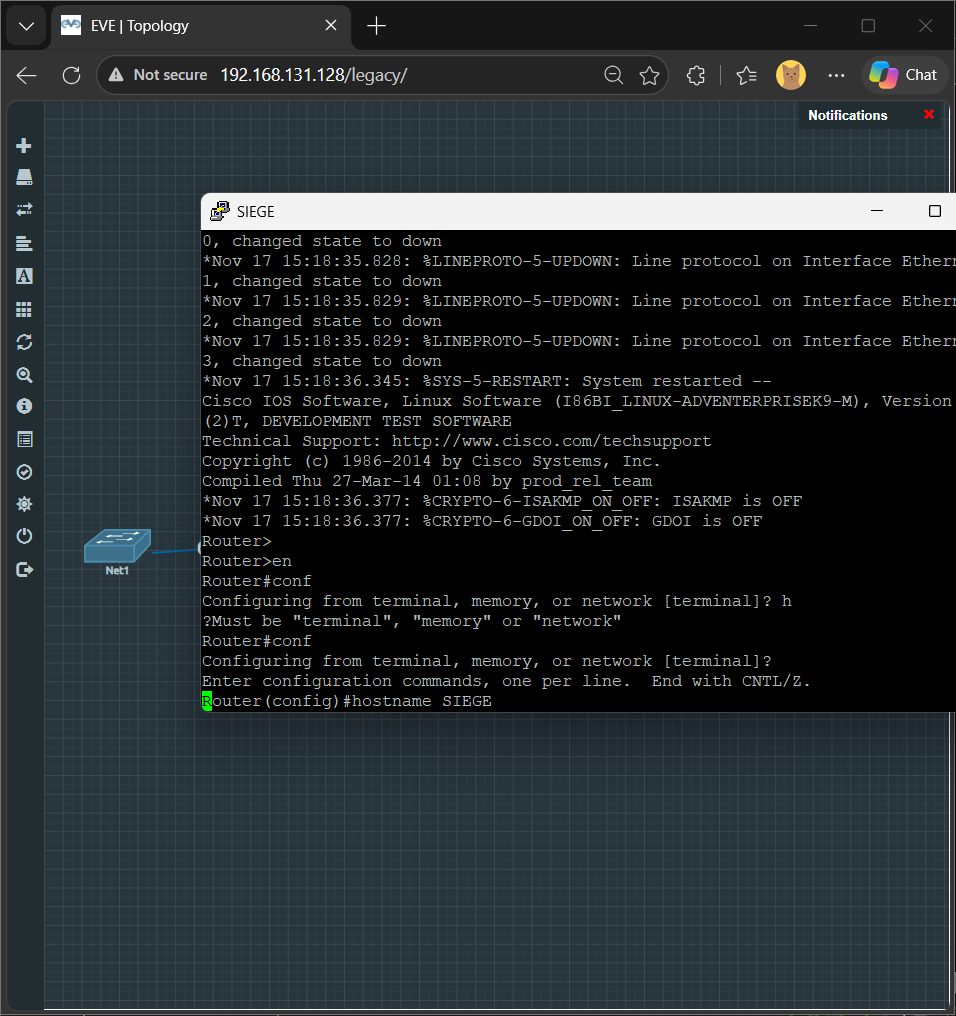 EVE | Topology
Not secure 192.168.131.128/legacy/
Chat
Notifications
SIEGE
0, changed state to down
*Nov 17 15:18:35.828: %LINEPROTO-5-UPDOWN: Line protocol on Interface Ethern
1, changed state to down
*Nov 17 15:18:35.829: %LINEPROTO-5-UPDOWN: Line protocol on Interface Ethern
2, changed state to down
*Nov 17 15:18:35.829: %LINEPROTO-5-UPDOWN: Line protocol on Interface Ethern
3, changed state to down
*Nov 17 15:18:36.345: %SYS-5-RESTART: System restarted --
Cisco IOS Software, Linux Software (I86BI_LINUX-ADVENTERPRISEK9-M), Version
(2)T, DEVELOPMENT TEST SOFTWARE
Technical Support: http://www.cisco.com/techsupport
Copyright (c) 1986-2014 by Cisco Systems, Inc.
Compiled Thu 27-Mar-14 01:08 by prod_rel_team
*Nov 17 15:18:36.377: %CRYPTO-6-ISAKMP_ON_OFF: ISAKMP is OFF
*Nov 17 15:18:36.377: %CRYPTO-6-GDOI_ON_OFF: GDOI is OFF
Router>
Router>en
Router#conf
Configuring from terminal, memory, or network [terminal]? h
?Must be "terminal", "memory" or "network"
Router#conf
Configuring from terminal, memory, or network [terminal]?
Enter configuration commands, one per line.  End with CNTL/Z.
Router(config)#hostname SIEGE
Net1